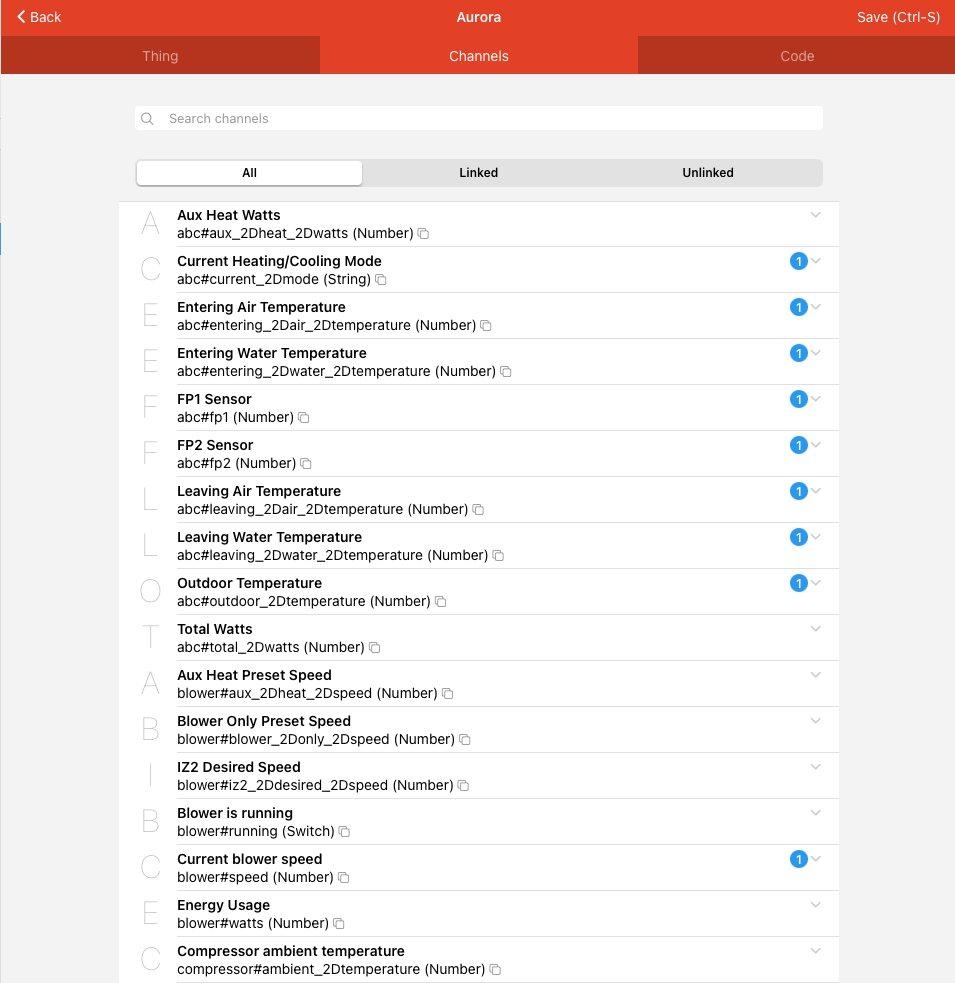 Back
Aurora
Save (Ctrl-S)
Thing
Channels
Code
Search channels
All
Linked
Unlinked
A
Aux Heat Watts
abc#aux_2Dheat_2Dwatts (Number)
C
Current Heating/Cooling Mode
1
abc#current_2Dmode (String)
E
Entering Air Temperature
1
abc#entering_2Dair_2Dtemperature (Number)
E
Entering Water Temperature
1
abc#entering_2Dwater_2Dtemperature (Number)
F
FP1 Sensor
1
abc#fp1 (Number)
F
FP2 Sensor
1
abc#fp2 (Number)
L
Leaving Air Temperature
1
abc#leaving_2Dair_2Dtemperature (Number)
L
Leaving Water Temperature
1
abc#leaving_2Dwater_2Dtemperature (Number)
O
Outdoor Temperature
1
abc#outdoor_2Dtemperature (Number)
T
Total Watts
abc#total_2Dwatts (Number)
A
Aux Heat Preset Speed
blower#aux_2Dheat_2Dspeed (Number)
B
Blower Only Preset Speed
blower#blower_2Donly_2Dspeed (Number)
I
IZ2 Desired Speed
blower#iz2_2Ddesired_2Dspeed (Number)
B
Blower is running
blower#running (Switch)
C
Current blower speed
1
blower#speed (Number)
E
Energy Usage
blower#watts (Number)
C
Compressor ambient temperature
compressor#ambient_2Dtemperature (Number)